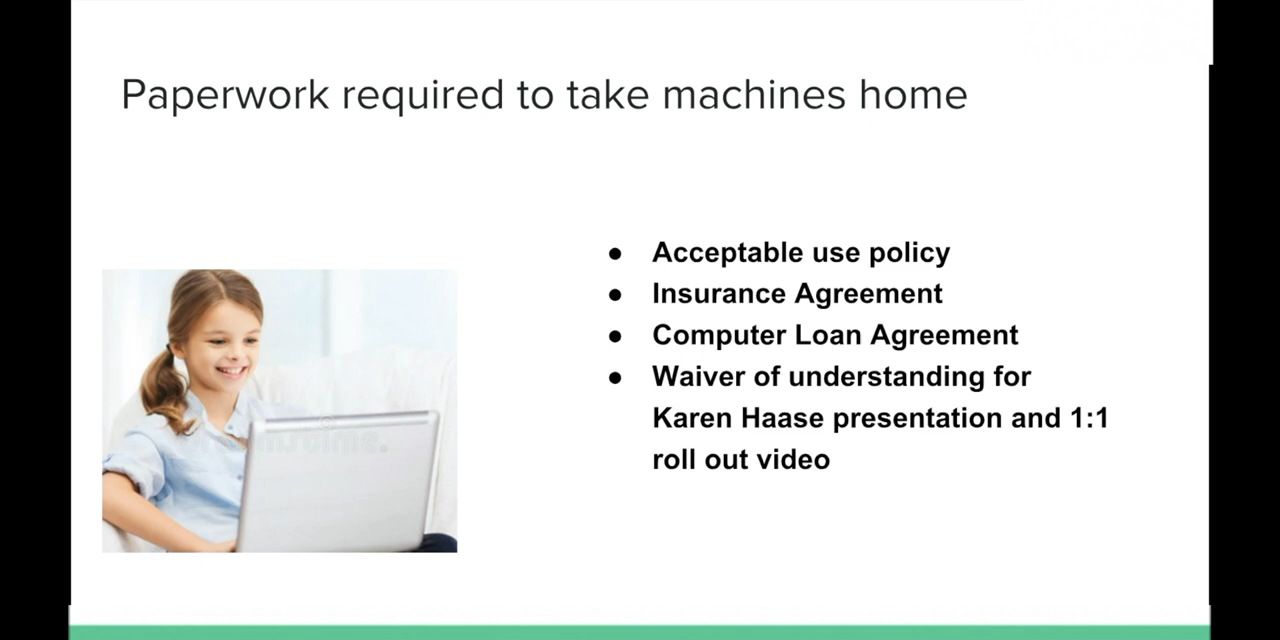 Paperwork required to take machines home
● Acceptable use policy
● Insurance Agreement
● Computer Loan Agreement
● Waiver of understanding for
Karen Haase presentation and 1:1
roll out video